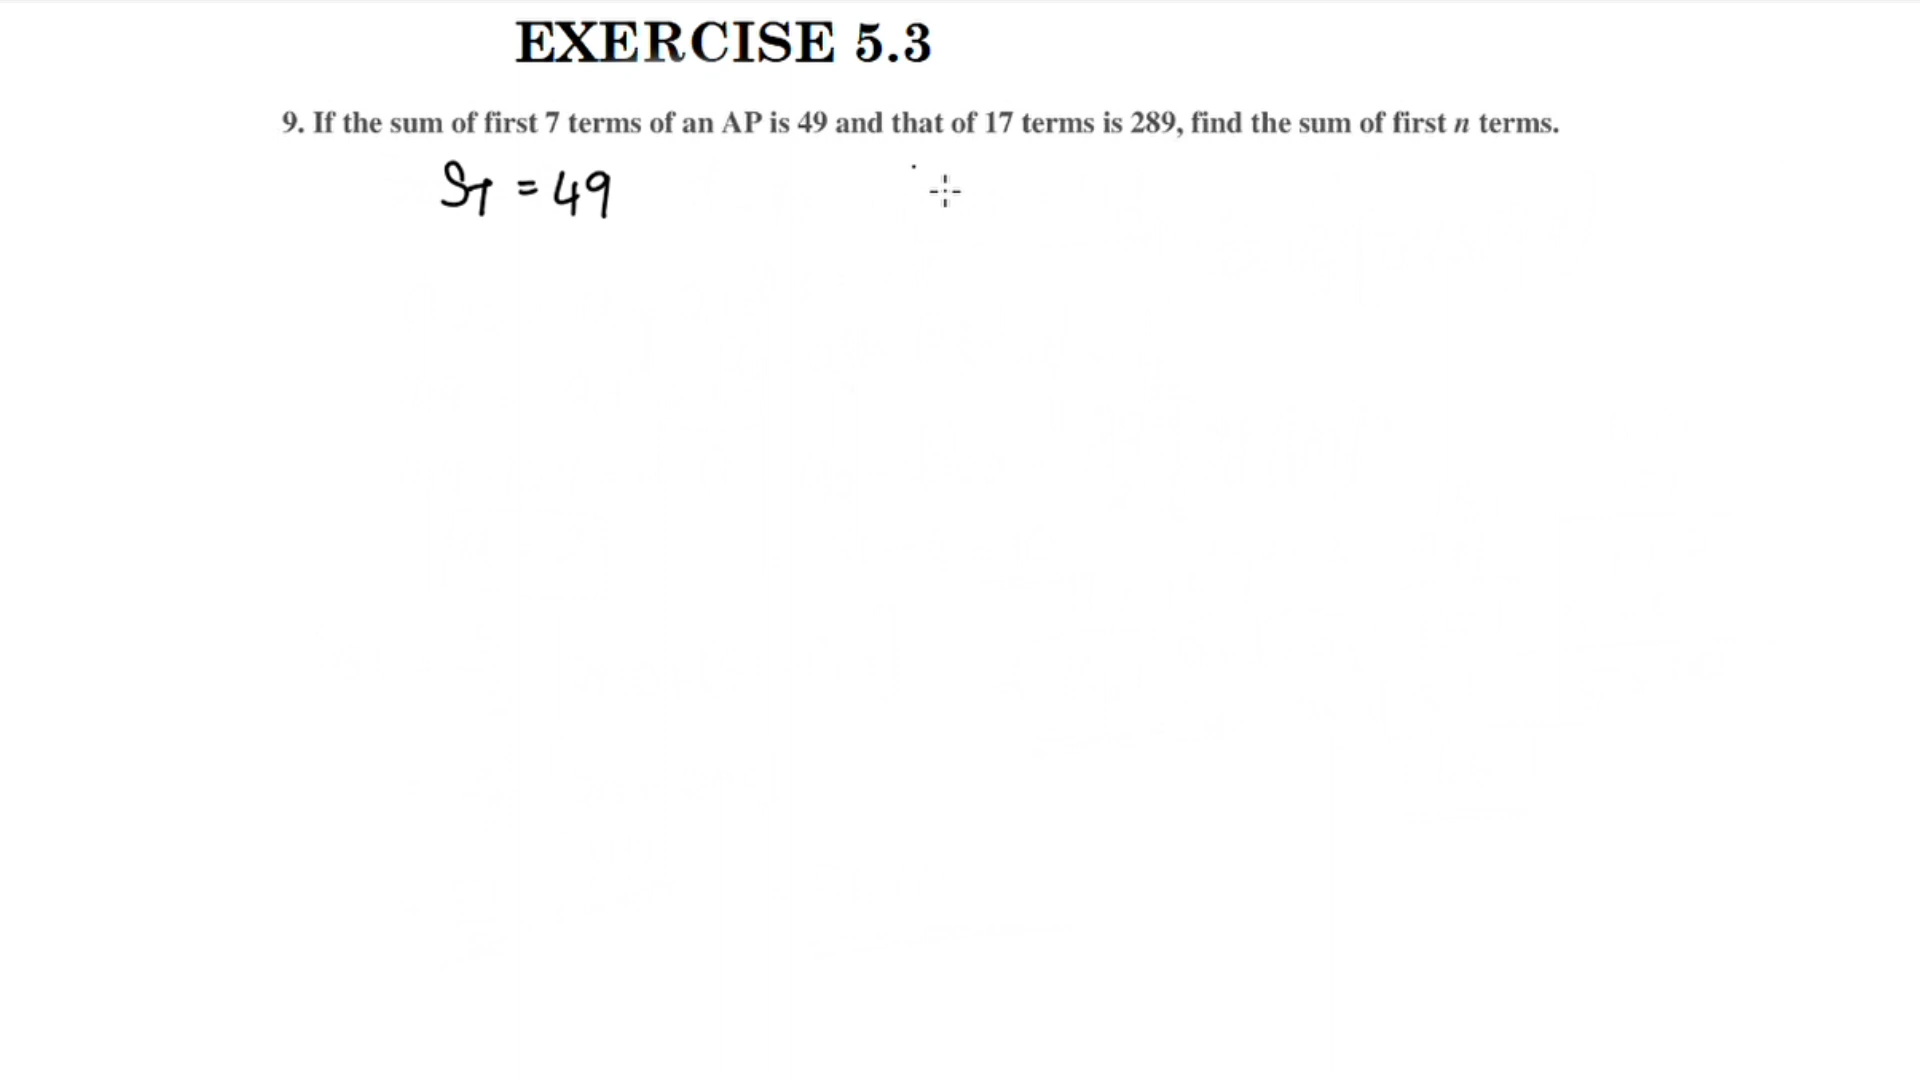 EXERCISE 5.3
9. If the sum of first 7 terms of an AP is 49 and that of 17 terms is 289, find the sum of first n terms.
S7 = 49